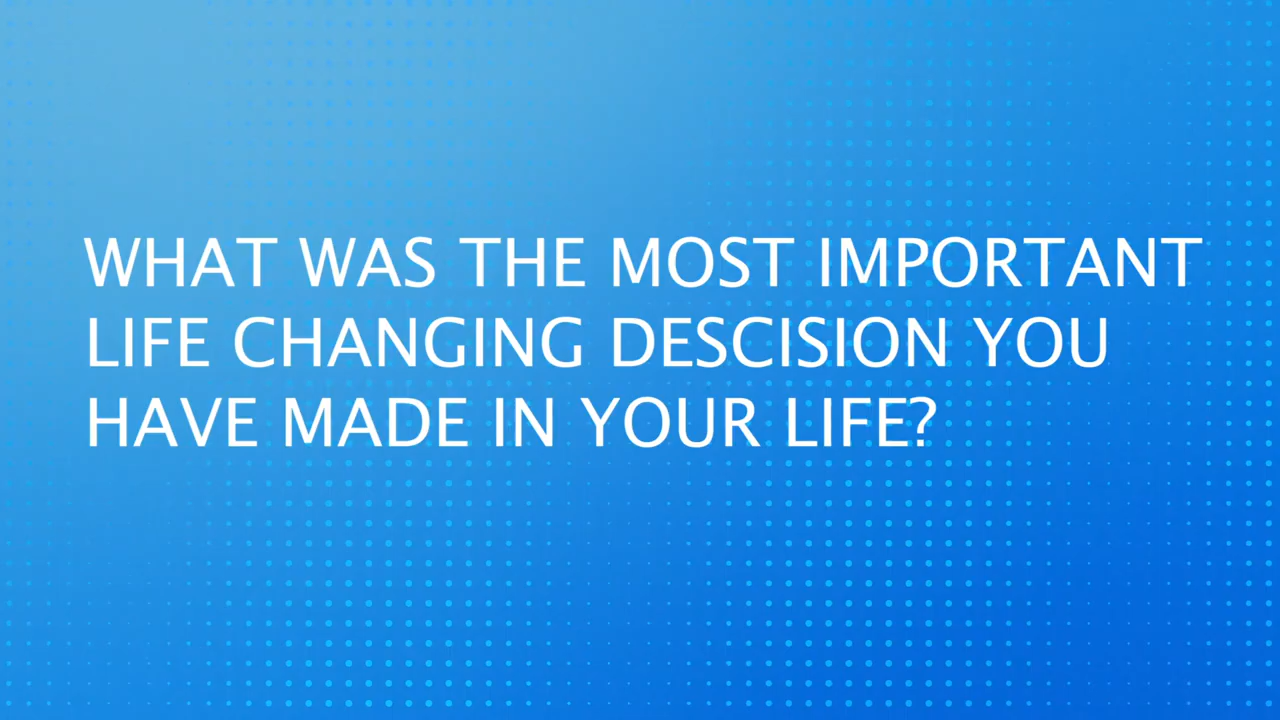 WHAT WAS THE MOST IMPORTANT
LIFE CHANGING DESCISION YOU
HAVE MADE IN YOUR LIFE?